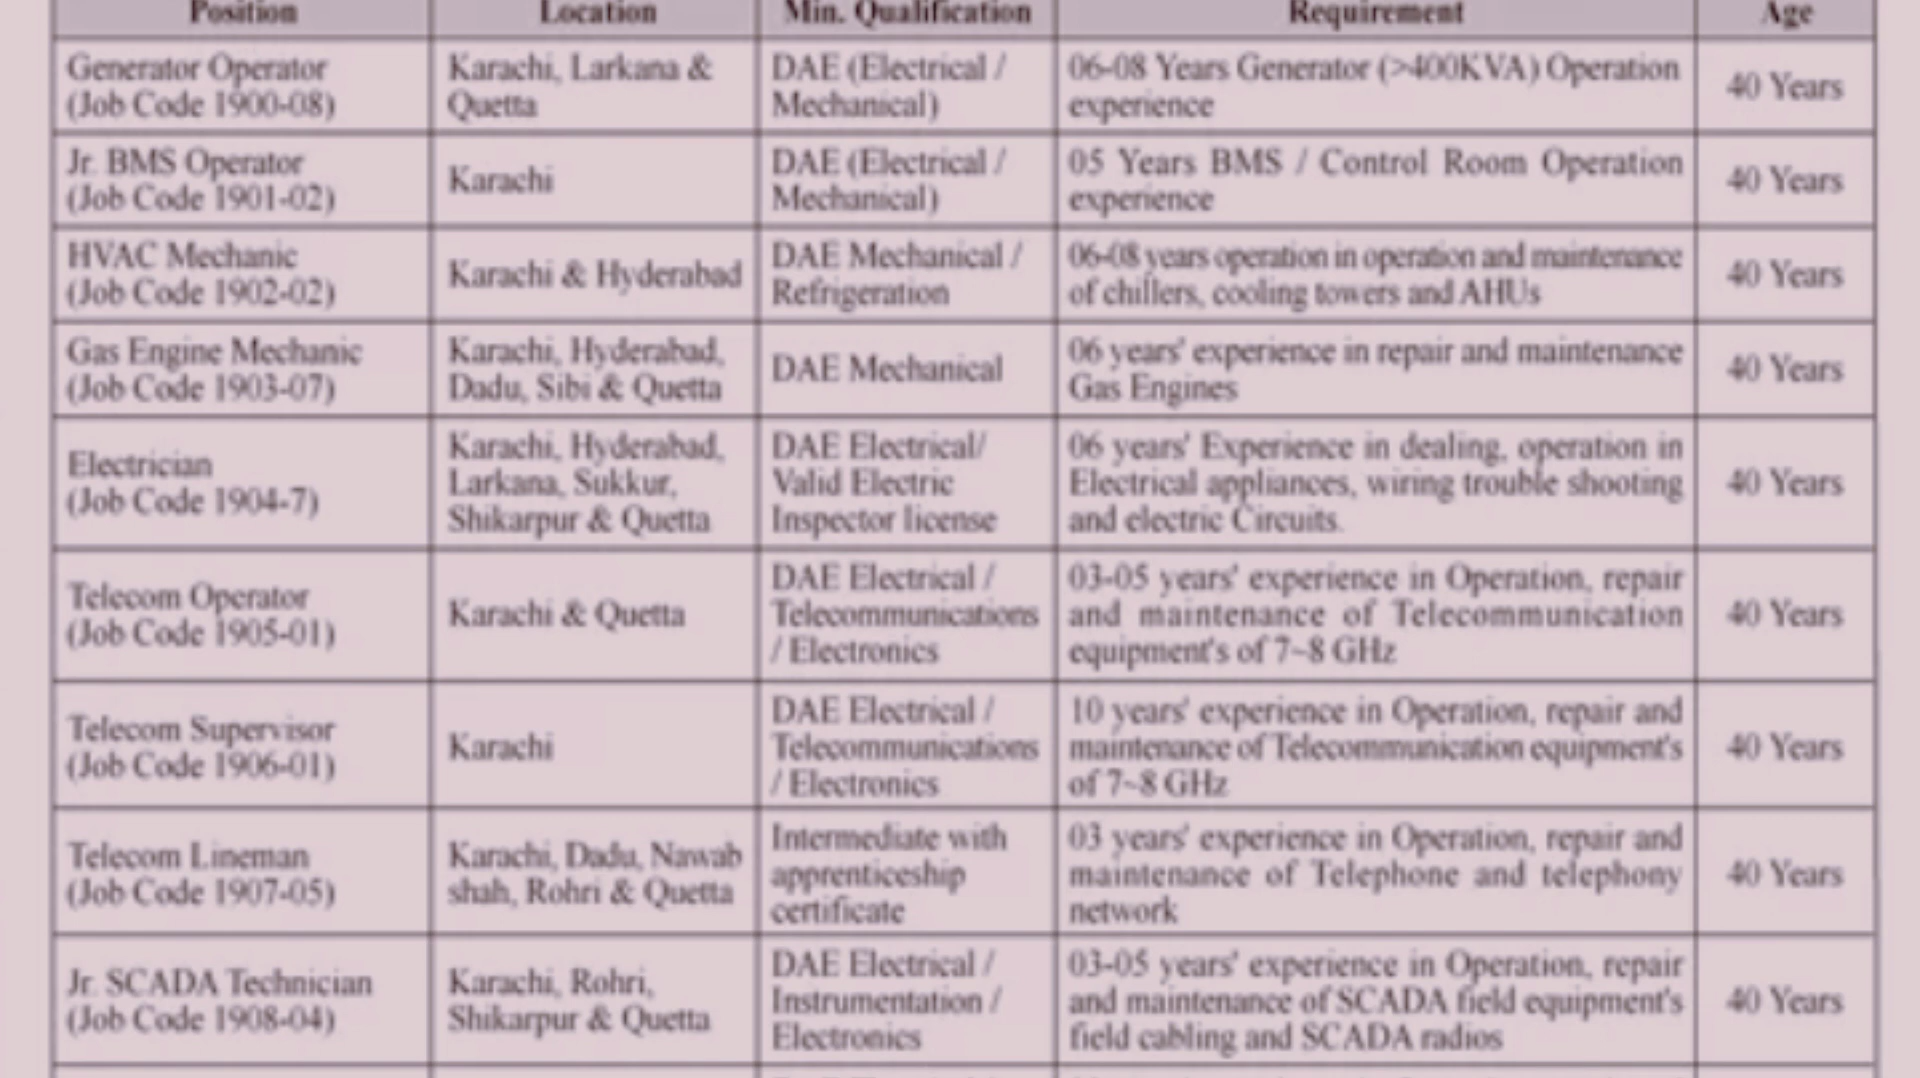 Position Location Min. Qualification Requirement Age
Generator Operator
(Job Code 1900-08)
Karachi, Larkana &
Quetta
DAE (Electrical /
Mechanical)
06-08 Years Generator (>400KVA) Operation
experience
40 Years
Jr. BMS Operator
(Job Code 1901-02)
Karachi
DAE (Electrical /
Mechanical)
05 Years BMS / Control Room Operation
experience
40 Years
HVAC Mechanic
(Job Code 1902-02)
Karachi & Hyderabad
DAE Mechanical /
Refrigeration
06-08 years operation in operation and maintenance
of chillers, cooling towers and AHUs
40 Years
Gas Engine Mechanic
(Job Code 1903-07)
Karachi, Hyderabad,
Dadu, Sibi & Quetta
DAE Mechanical
06 years' experience in repair and maintenance
Gas Engines
40 Years
Electrician
(Job Code 1904-7)
Karachi, Hyderabad,
Larkana, Sukkur,
Shikarpur & Quetta
DAE Electrical/
Valid Electric
Inspector license
06 years' Experience in dealing, operation in
Electrical appliances, wiring trouble shooting
and electric Circuits.
40 Years
Telecom Operator
(Job Code 1905-01)
Karachi & Quetta
DAE Electrical /
Telecommunications
/ Electronics
03-05 years' experience in Operation, repair
and maintenance of Telecommunication
equipment's of 7~8 GHz
40 Years
Telecom Supervisor
(Job Code 1906-01)
Karachi
DAE Electrical /
Telecommunications
/ Electronics
10 years' experience in Operation, repair and
maintenance of Telecommunication equipment's
of 7~8 GHz
40 Years
Telecom Lineman
(Job Code 1907-05)
Karachi, Dadu, Nawab
shah, Rohri & Quetta
Intermediate with
apprenticeship
certificate
03 years' experience in Operation, repair and
maintenance of Telephone and telephony
network
40 Years
Jr. SCADA Technician
(Job Code 1908-04)
Karachi, Rohri,
Shikarpur & Quetta
DAE Electrical /
Instrumentation /
Electronics
03-05 years' experience in Operation, repair
and maintenance of SCADA field equipment's
field cabling and SCADA radios
40 Years